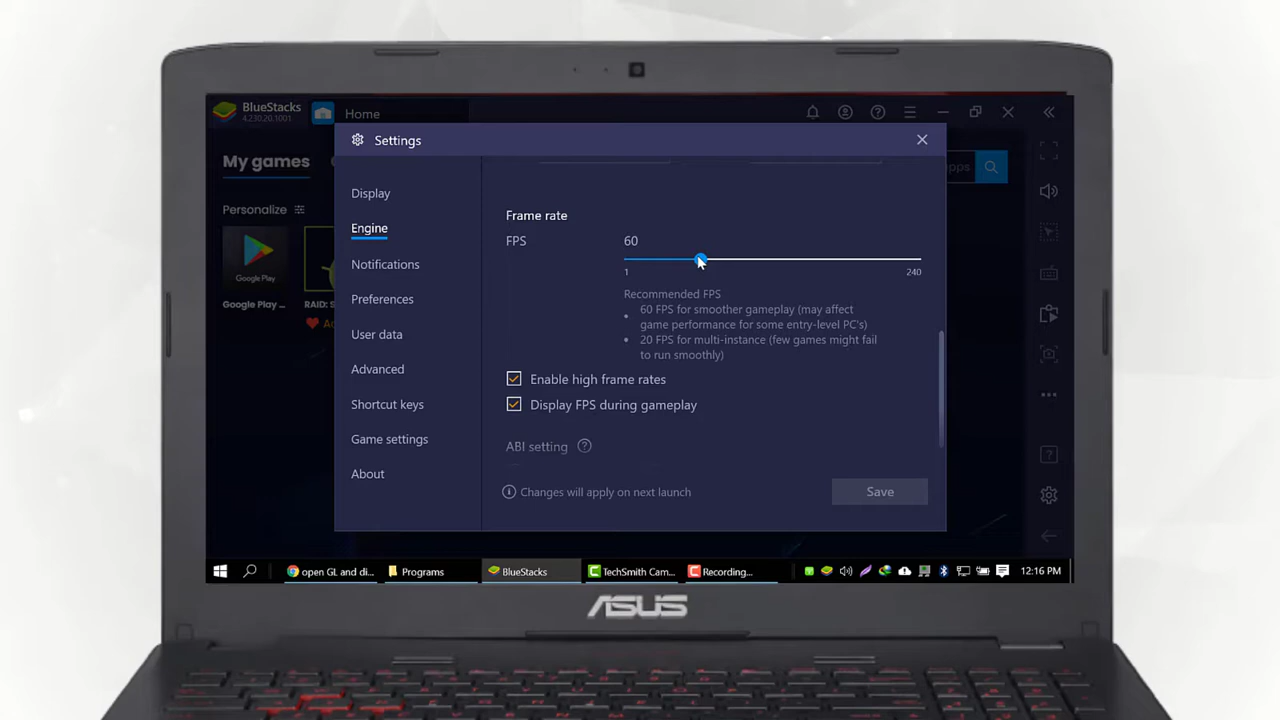 BlueStacks
4.230.20.1001
Home
Settings
My games
Personalize
Google Play
Google Play ...
RAID: S
Display
Engine
Notifications
Preferences
User data
Advanced
Shortcut keys
Game settings
About
Frame rate
FPS
60
1
240
Recommended FPS
• 60 FPS for smoother gameplay (may affect
game performance for some entry-level PC's)
• 20 FPS for multi-instance (few games might fail
to run smoothly)
Enable high frame rates
Display FPS during gameplay
ABI setting
Changes will apply on next launch
Save
open GL and di...
Programs
BlueStacks
TechSmith Cam...
Recording...
12:16 PM
ASUS